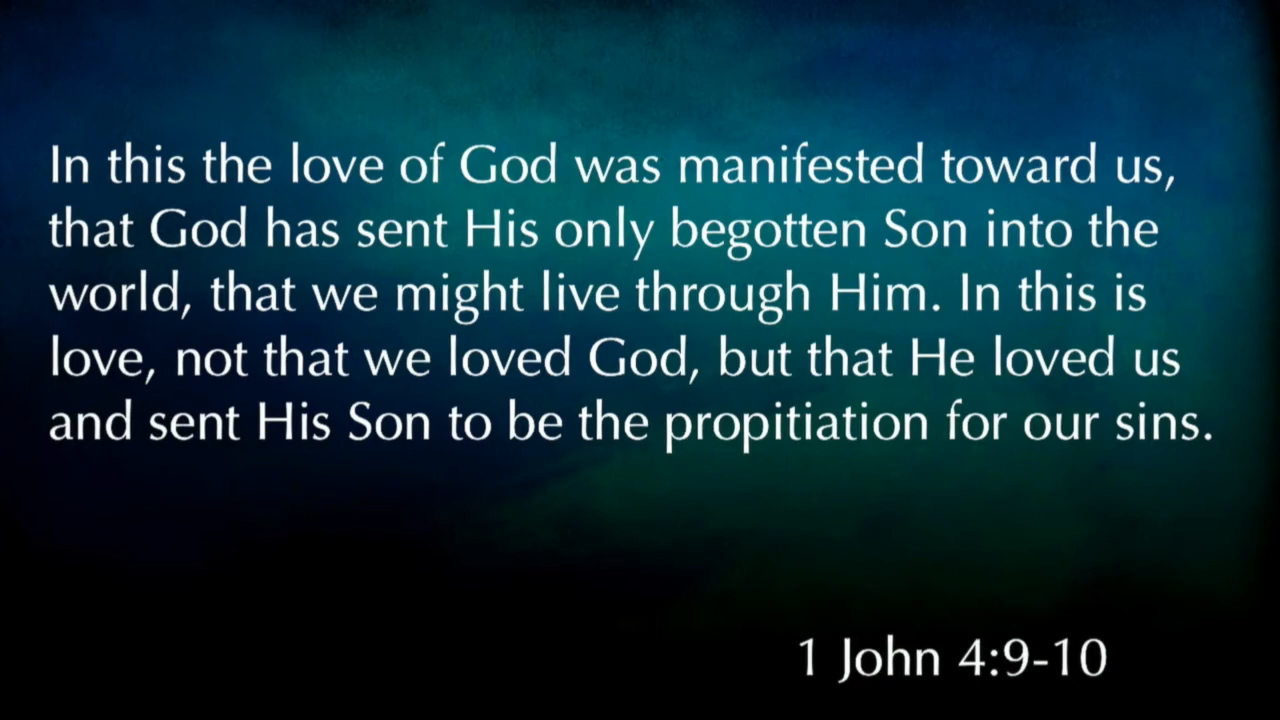 In this the love of God was manifested toward us,
that God has sent His only begotten Son into the
world, that we might live through Him. In this is
love, not that we loved God, but that He loved us
and sent His Son to be the propitiation for our sins.
1 John 4:9-10